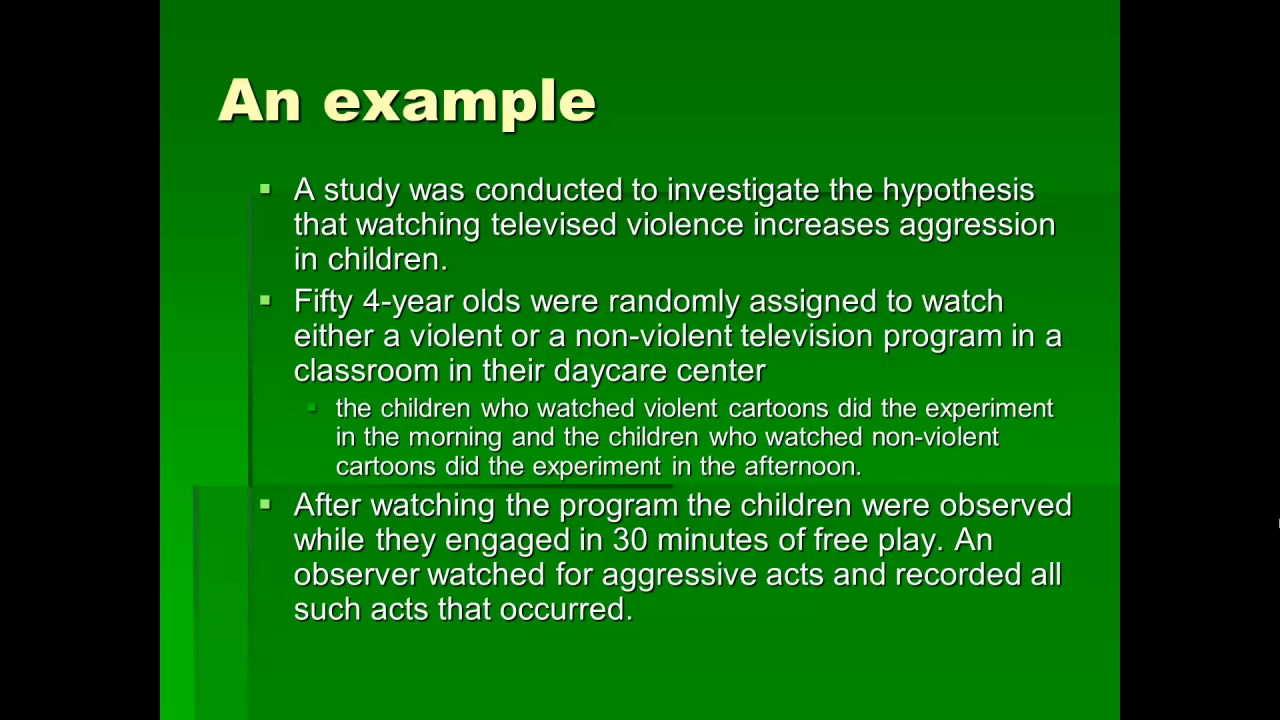 An example
A study was conducted to investigate the hypothesis
that watching televised violence increases aggression
in children.
Fifty 4-year olds were randomly assigned to watch
either a violent or a non-violent television program in a
classroom in their daycare center
the children who watched violent cartoons did the experiment
in the morning and the children who watched non-violent
cartoons did the experiment in the afternoon.
After watching the program the children were observed
while they engaged in 30 minutes of free play. An
observer watched for aggressive acts and recorded all
such acts that occurred.